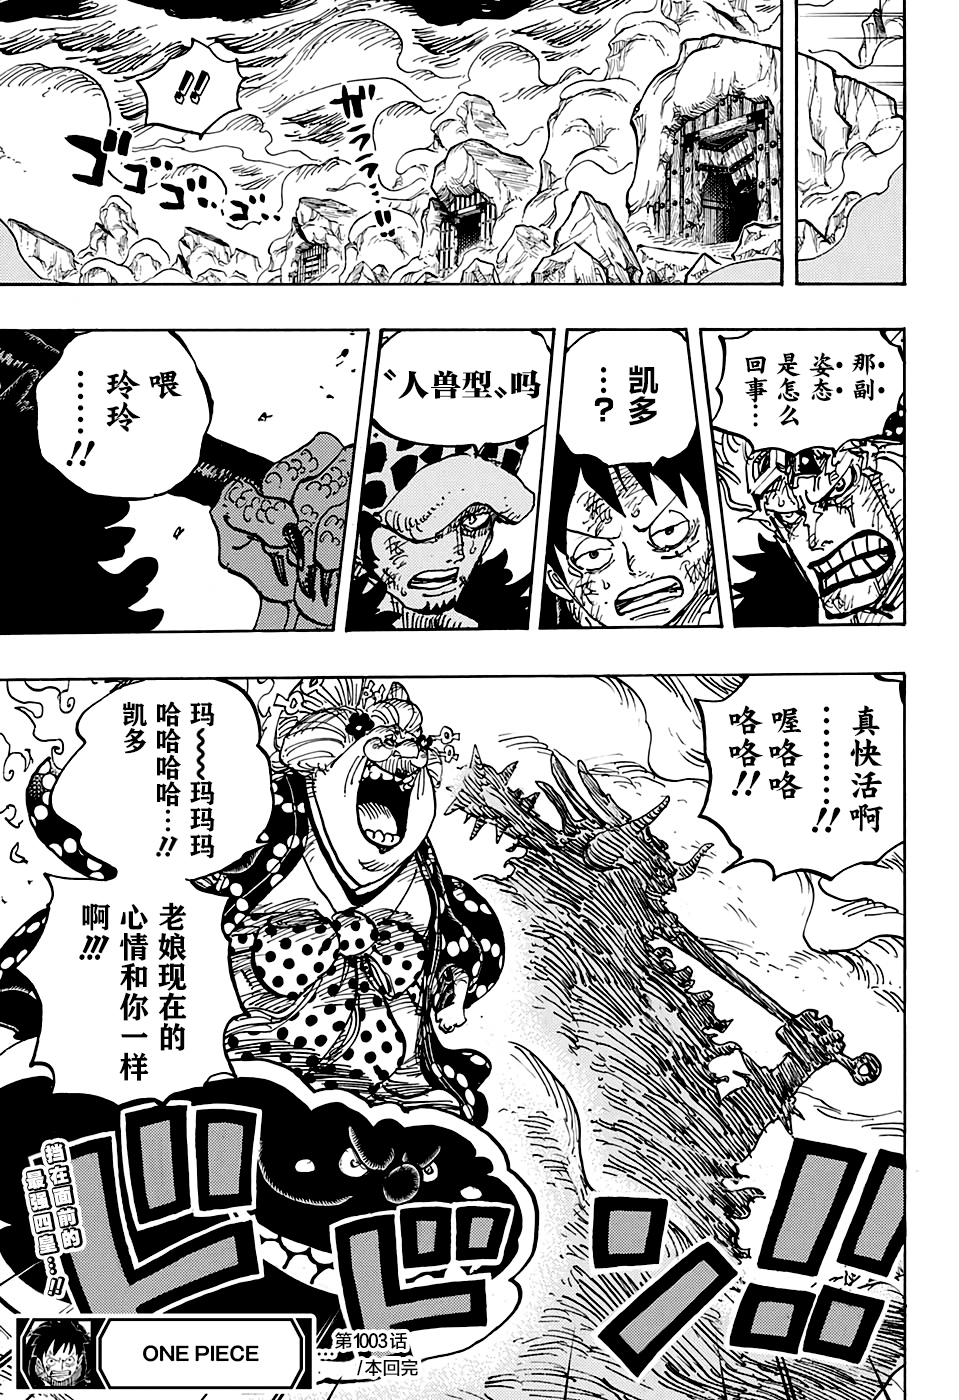 !!
ガラガラ…!!
ゴゴゴゴ…
那副
姿态
是怎么
回事…
凯多
…?
“人兽型”吗
喂
玲玲
……!!
真快活啊
……!!
喔咯咯
咯咯!!
玛~~玛玛玛
哈哈哈哈…!!
凯多
老娘现在的
心情和你一样
啊!!!
ドドン!!
挡在面前的
最强四皇…!!
ONE PIECE
第1003话
/本回完